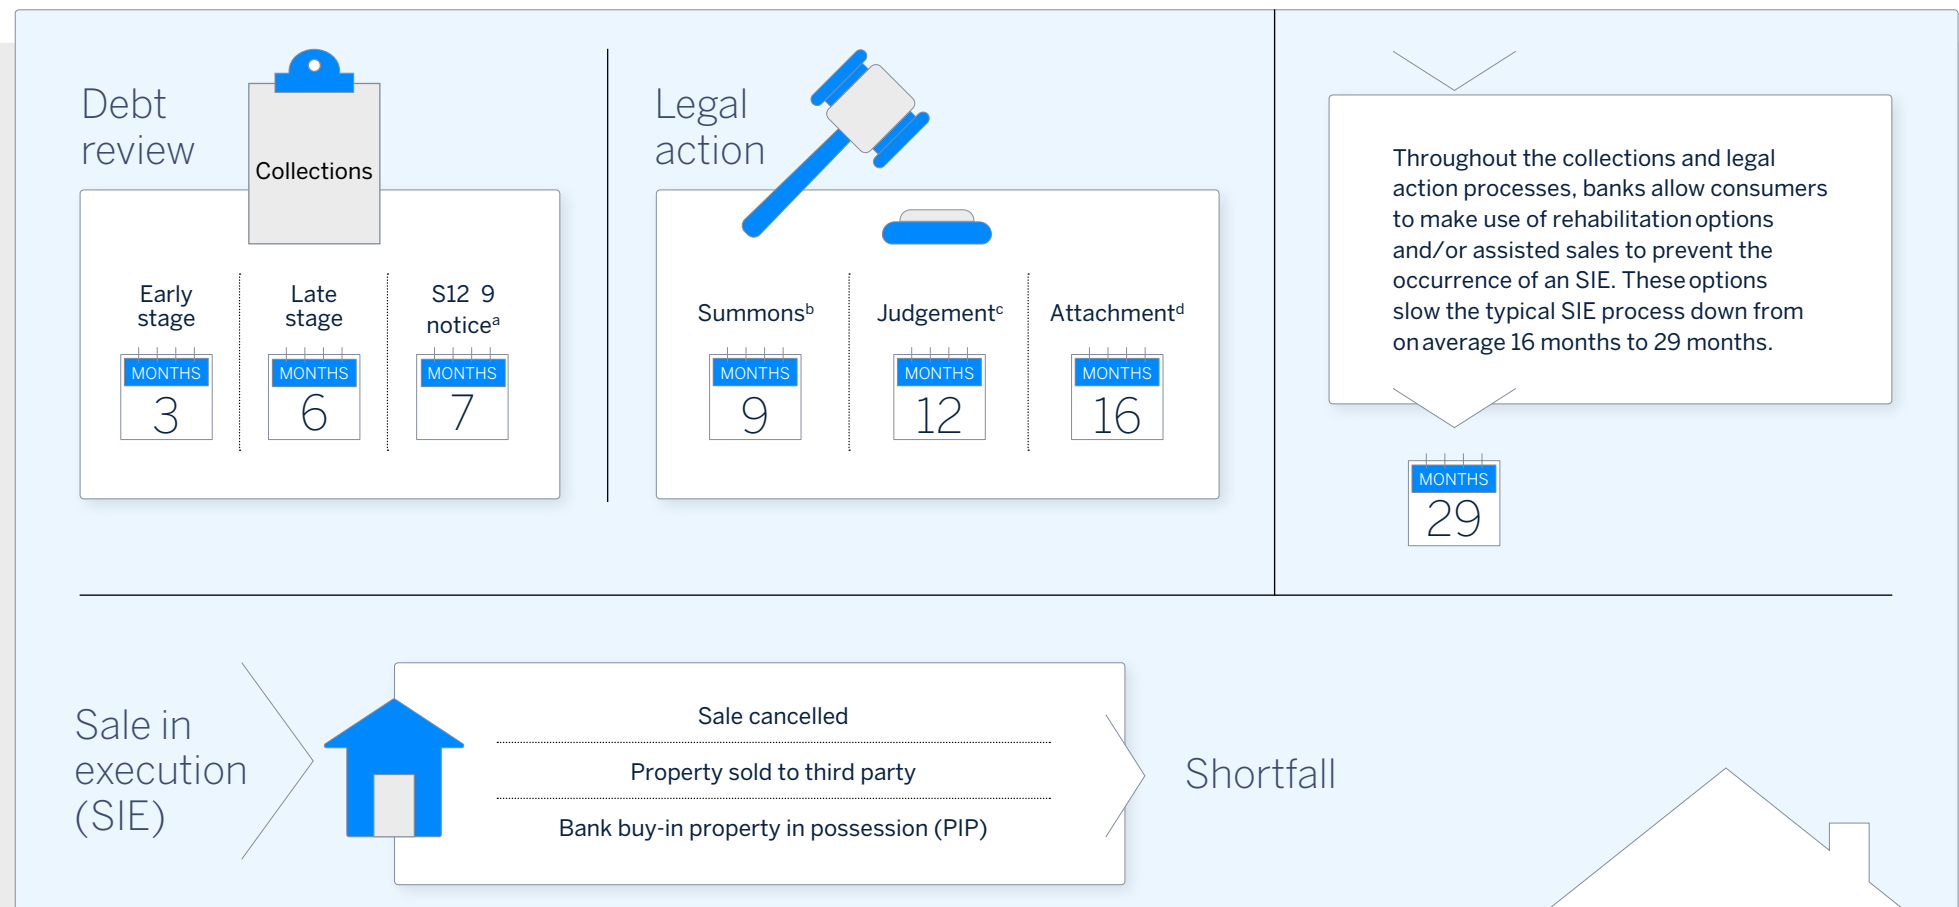 Debt
review
Collections
Early
stage
MONTHS
3
Late
stage
MONTHS
6
S12 9
noticeᵃ
MONTHS
7
Legal
action
Summonsᵇ
MONTHS
9
Judgementᶜ
MONTHS
12
Attachmentᵈ
MONTHS
16
Throughout the collections and legal
action processes, banks allow consumers
to make use of rehabilitation options
and/or assisted sales to prevent the
occurrence of an SIE. These options
slow the typical SIE process down from
on average 16 months to 29 months.
MONTHS
29
Sale in
execution
(SIE)
Sale cancelled
Property sold to third party
Bank buy-in property in possession (PIP)
Shortfall